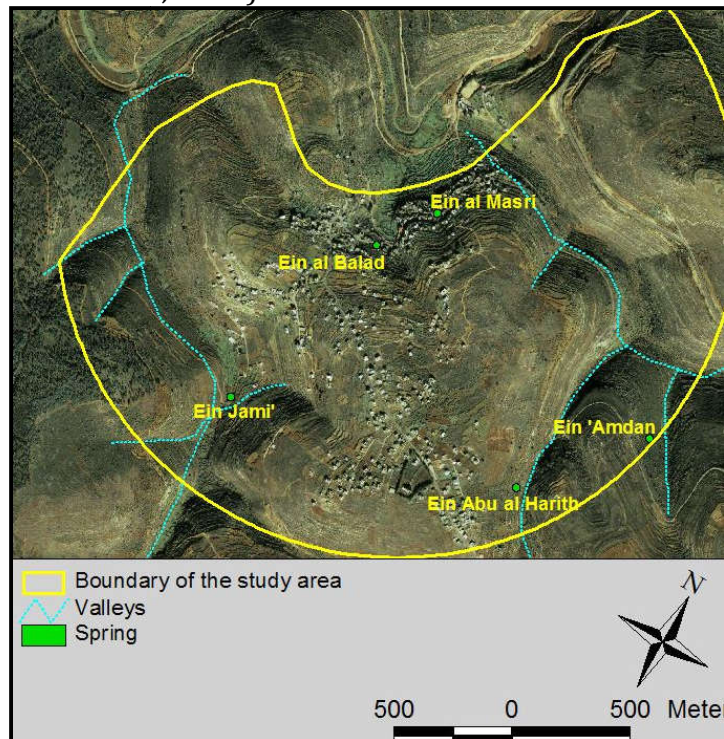 Ein al Masri
Ein al Balad
Ein Jami'
Ein 'Amdan
Ein Abu al Harith
Boundary of the study area
Valleys
Spring
N
500 0 500 Meter